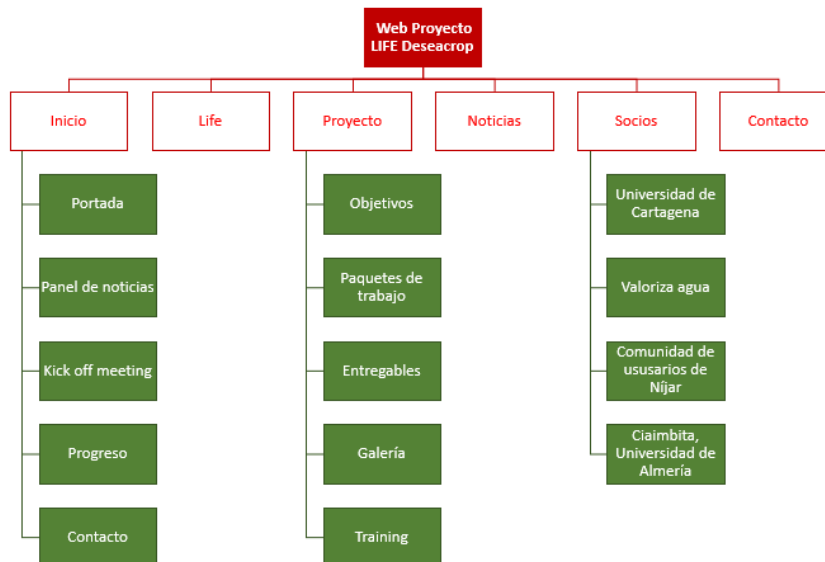 Web Proyecto
LIFE Deseacrop
Inicio
Life
Proyecto
Noticias
Socios
Contacto
Portada
Panel de noticias
Kick off meeting
Progreso
Contacto
Objetivos
Paquetes de
trabajo
Entregables
Galería
Training
Universidad de
Cartagena
Valoriza agua
Comunidad de
ususarios de
Níjar
Ciaimbita,
Universidad de
Almería